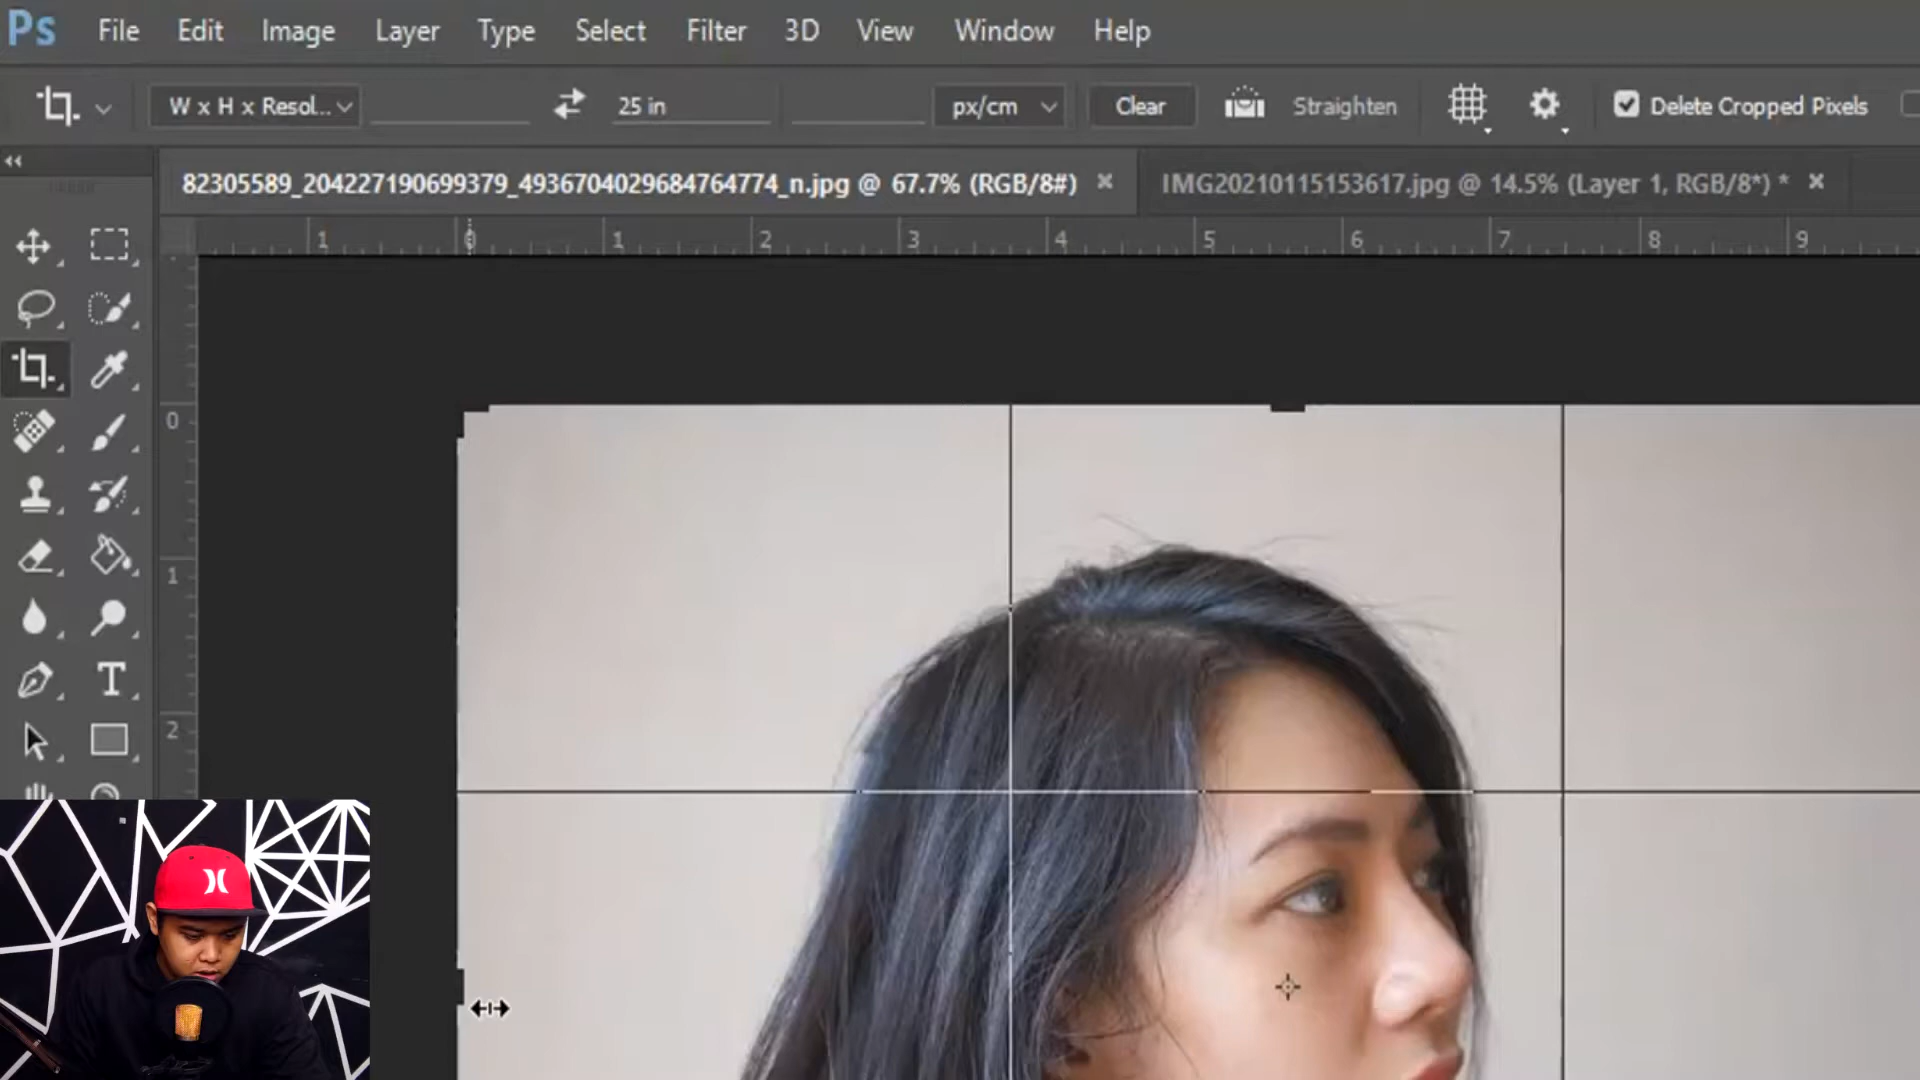 Ps File Edit Image Layer Type Select Filter 3D View Window Help
W x H x Resol... 25 in px/cm Clear Straighten Delete Cropped Pixels
82305589_204227190699379_4936704029684764774_n.jpg @ 67.7% (RGB/8#) × IMG20210115153617.jpg @ 14.5% (Layer 1, RGB/8*) * ×
1 0 1 2 3 4 5 6 7 8 9
0
1
T
2